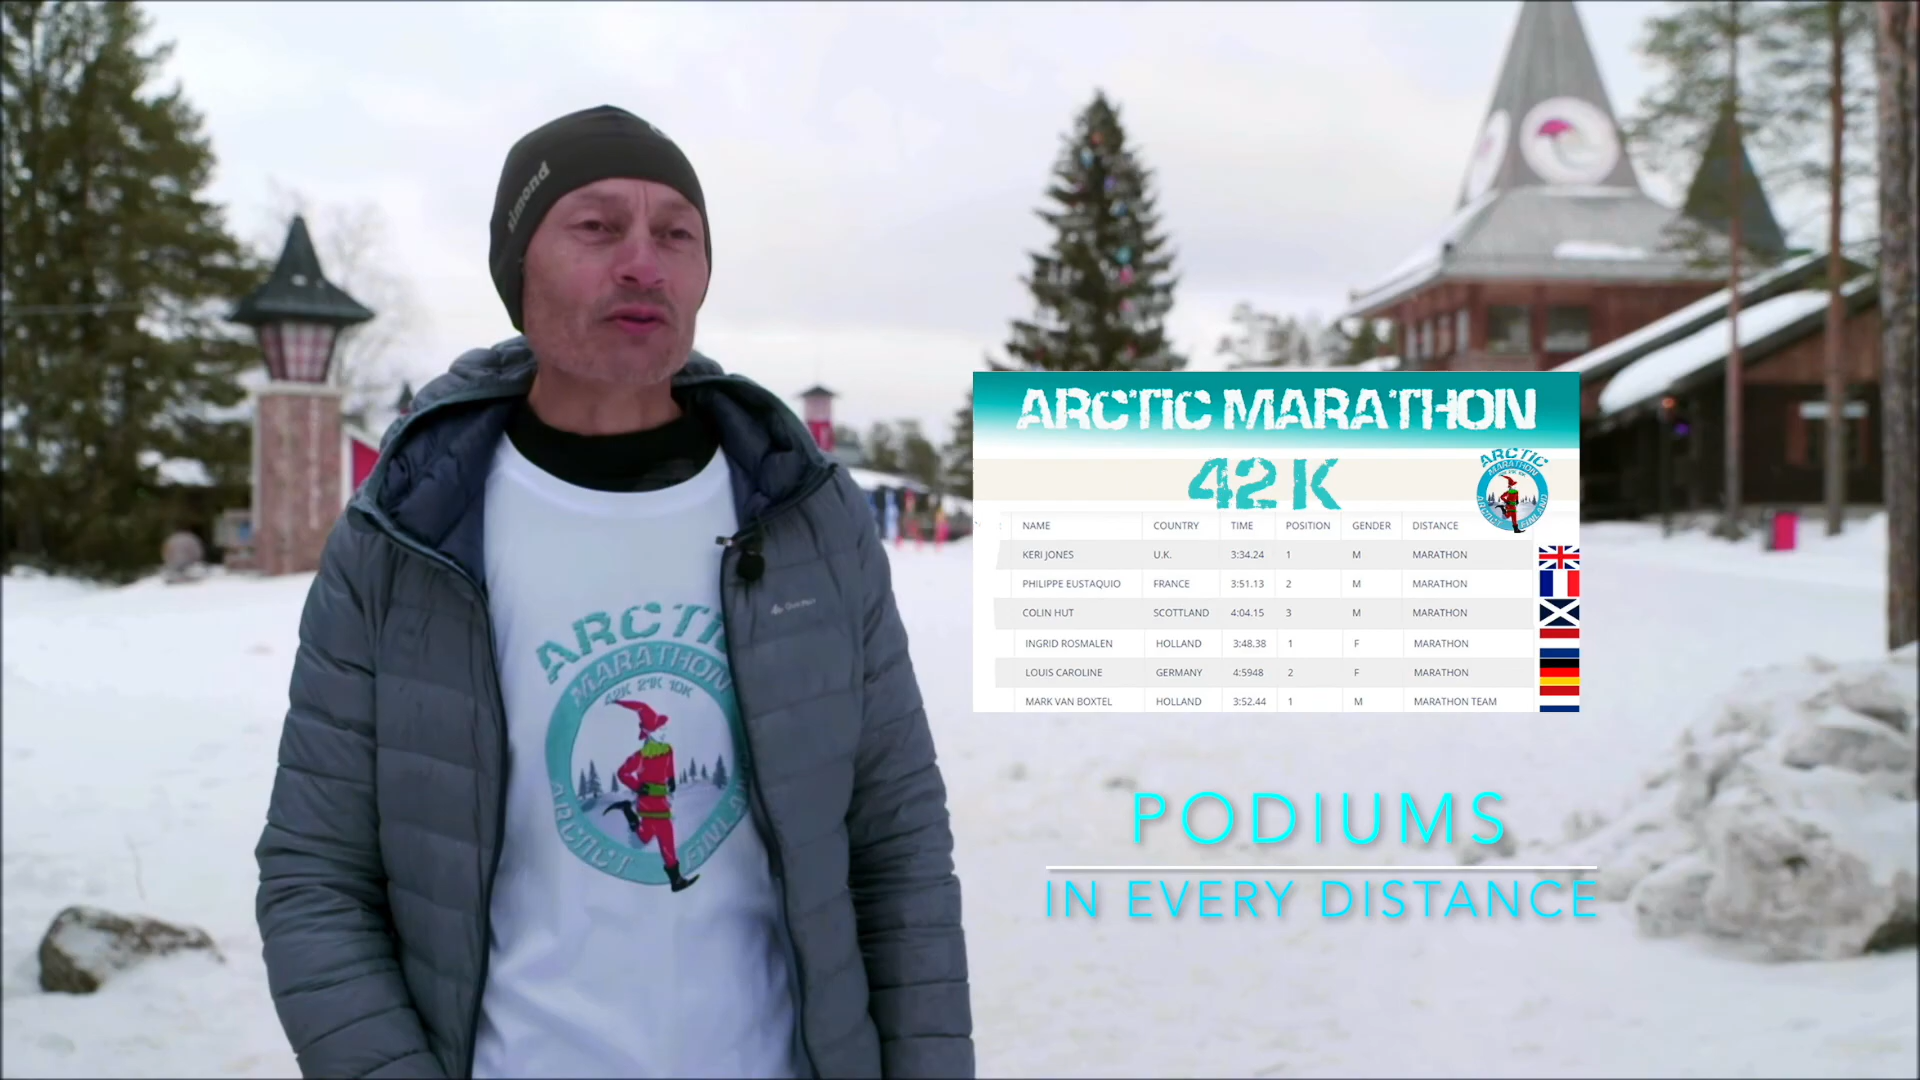 simond
ARCTIC MARATHON
42 K
ARCTIC
MARATHON
FINLAND
NAME COUNTRY TIME POSITION GENDER DISTANCE
KERI JONES U.K. 3:34.24 1 M MARATHON
PHILIPPE EUSTAQUIO FRANCE 3:51.13 2 M MARATHON
COLIN HUT SCOTTLAND 4:04.15 3 M MARATHON
INGRID ROSMALEN HOLLAND 3:48.38 1 F MARATHON
LOUIS CAROLINE GERMANY 4:5948 2 F MARATHON
MARK VAN BOXTEL HOLLAND 3:52.44 1 M MARATHON TEAM
Quechua
ARCTI
MARATHON
42K 21K 10K
PODIUMS
IN EVERY DISTANCE